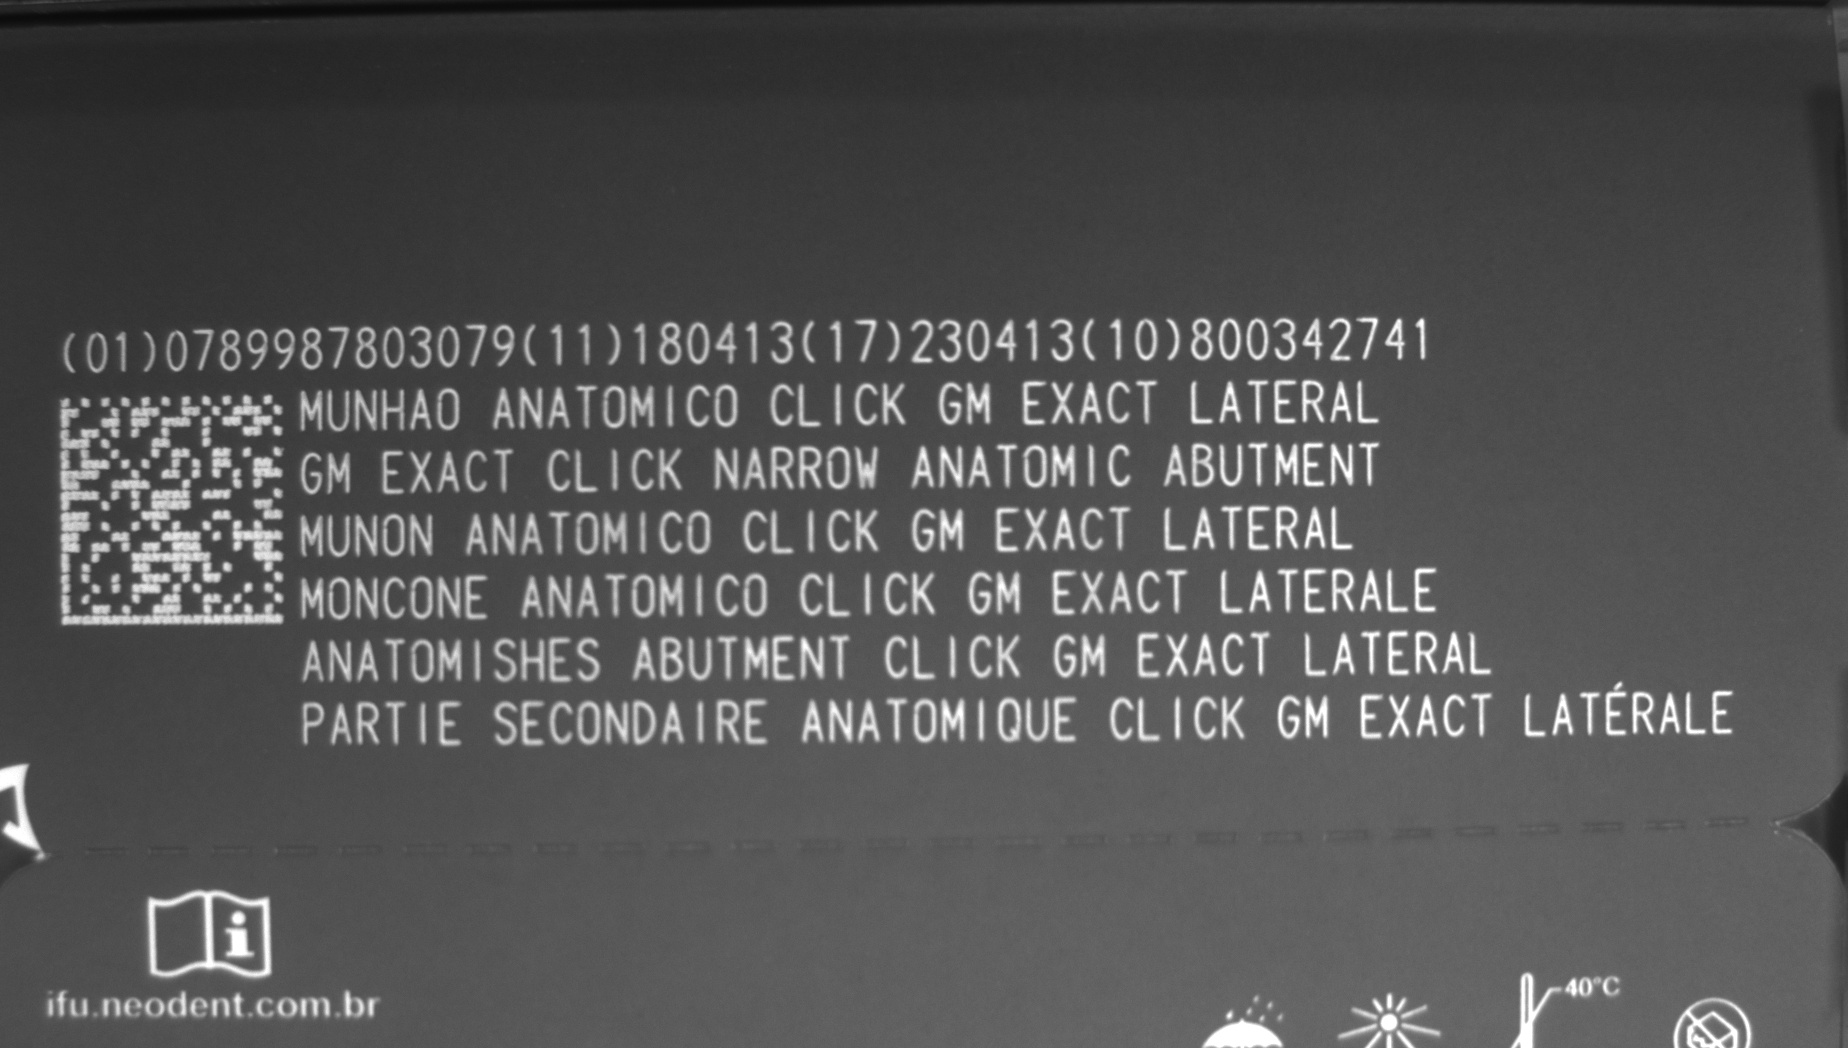 (01)0789987803079(11)180413(17)230413(10)800342741
MUNHAO ANATOMICO CLICK GM EXACT LATERAL
GM EXACT CLICK NARROW ANATOMIC ABUTMENT
MUNON ANATOMICO CLICK GM EXACT LATERAL
MONCONE ANATOMICO CLICK GM EXACT LATERALE
ANATOMISHES ABUTMENT CLICK GM EXACT LATERAL
PARTIE SECONDAIRE ANATOMIQUE CLICK GM EXACT LATÉRALE
i
ifu.neodent.com.br
40°C